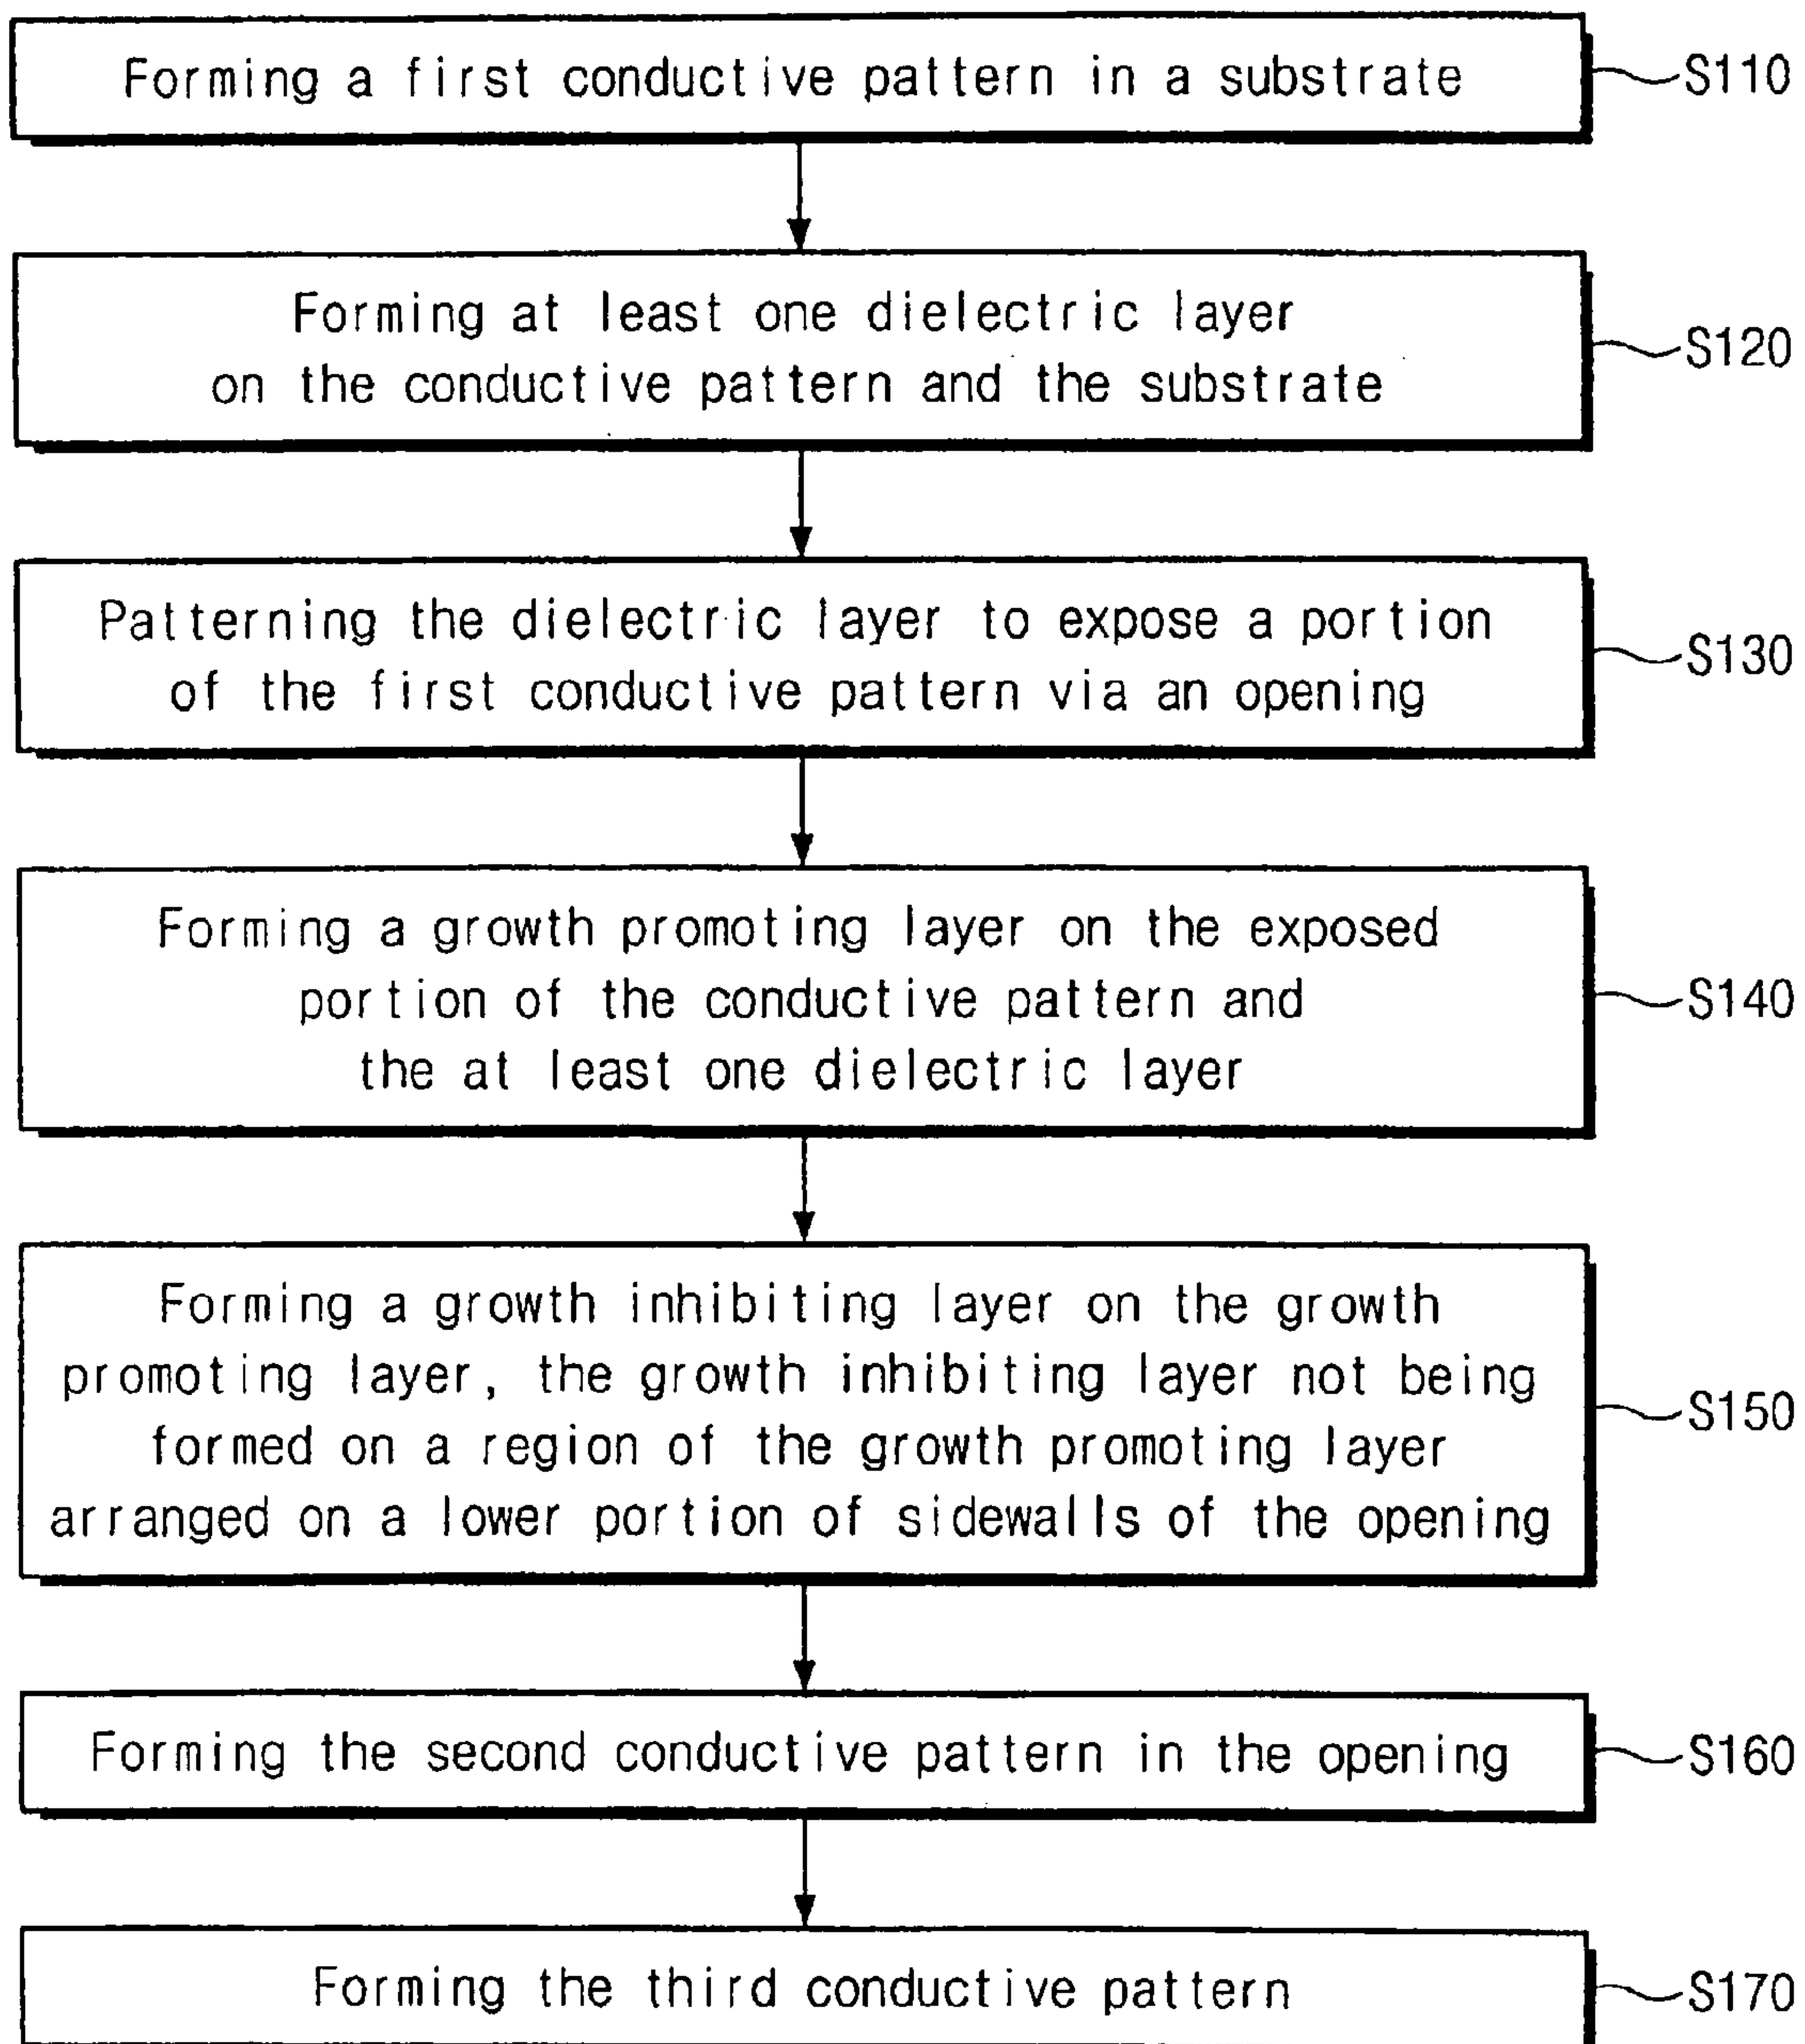 Forming a first conductive pattern in a substrate
S110
Forming at least one dielectric layer
on the conductive pattern and the substrate
S120
Patterning the dielectric layer to expose a portion
of the first conductive pattern via an opening
S130
Forming a growth promoting layer on the exposed
portion of the conductive pattern and
the at least one dielectric layer
S140
Forming a growth inhibiting layer on the growth
promoting layer, the growth inhibiting layer not being
formed on a region of the growth promoting layer
arranged on a lower portion of sidewalls of the opening
S150
Forming the second conductive pattern in the opening
S160
Forming the third conductive pattern
S170